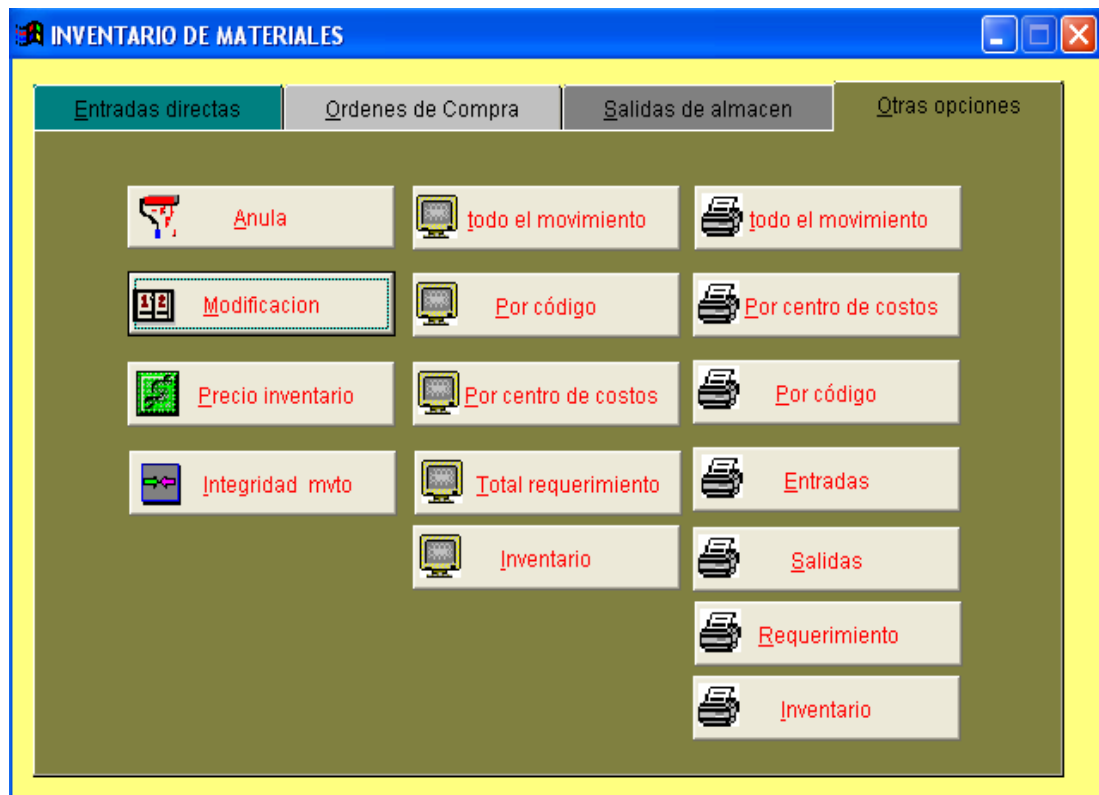 INVENTARIO DE MATERIALES
Entradas directas
Ordenes de Compra
Salidas de almacen
Otras opciones
Anula
todo el movimiento
todo el movimiento
Modificacion
Por código
Por centro de costos
Precio inventario
Por centro de costos
Por código
Integridad mvto
Total requerimiento
Entradas
Inventario
Salidas
Requerimiento
Inventario